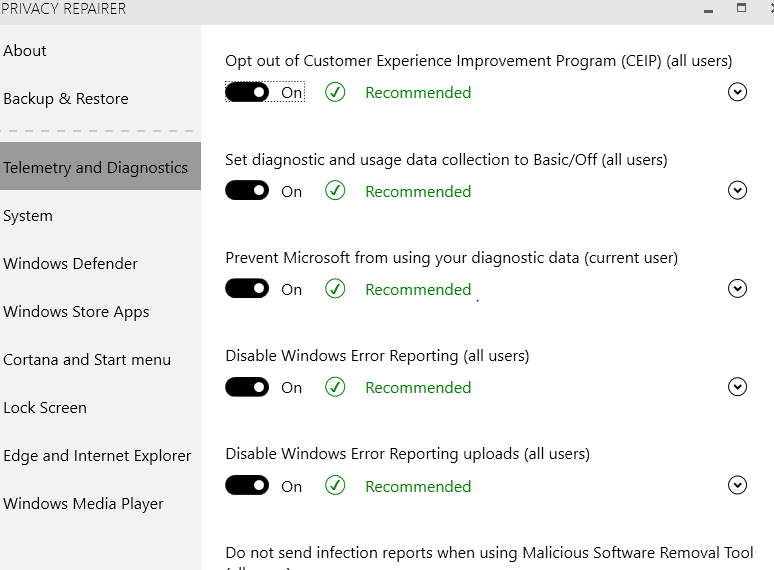 PRIVACY REPAIRER
About
Backup & Restore
Telemetry and Diagnostics
System
Windows Defender
Windows Store Apps
Cortana and Start menu
Lock Screen
Edge and Internet Explorer
Windows Media Player
Opt out of Customer Experience Improvement Program (CEIP) (all users)
On Recommended
Set diagnostic and usage data collection to Basic/Off (all users)
On Recommended
Prevent Microsoft from using your diagnostic data (current user)
On Recommended
Disable Windows Error Reporting (all users)
On Recommended
Disable Windows Error Reporting uploads (all users)
On Recommended
Do not send infection reports when using Malicious Software Removal Tool